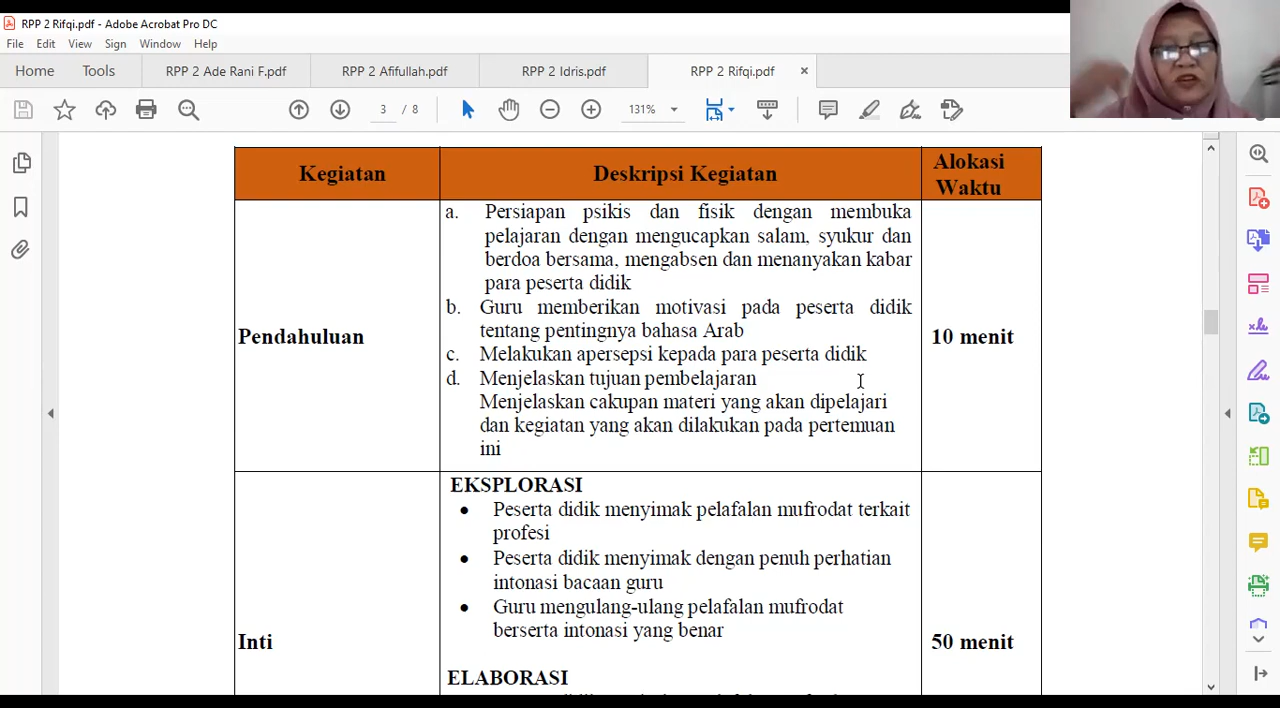 RPP 2 Rifqi.pdf - Adobe Acrobat Pro DC
File Edit View Sign Window Help
Home Tools RPP 2 Ade Rani F.pdf RPP 2 Afifullah.pdf RPP 2 Idris.pdf RPP 2 Rifqi.pdf ×
3 / 8 131%
Kegiatan Deskripsi Kegiatan Alokasi
Waktu
Pendahuluan
a. Persiapan psikis dan fisik dengan membuka
pelajaran dengan mengucapkan salam, syukur dan
berdoa bersama, mengabsen dan menanyakan kabar
para peserta didik
b. Guru memberikan motivasi pada peserta didik
tentang pentingnya bahasa Arab
c. Melakukan apersepsi kepada para peserta didik
d. Menjelaskan tujuan pembelajaran
Menjelaskan cakupan materi yang akan dipelajari
dan kegiatan yang akan dilakukan pada pertemuan
ini
10 menit
Inti
EKSPLORASI
• Peserta didik menyimak pelafalan mufrodat terkait
profesi
• Peserta didik menyimak dengan penuh perhatian
intonasi bacaan guru
• Guru mengulang-ulang pelafalan mufrodat
berserta intonasi yang benar
ELABORASI
50 menit